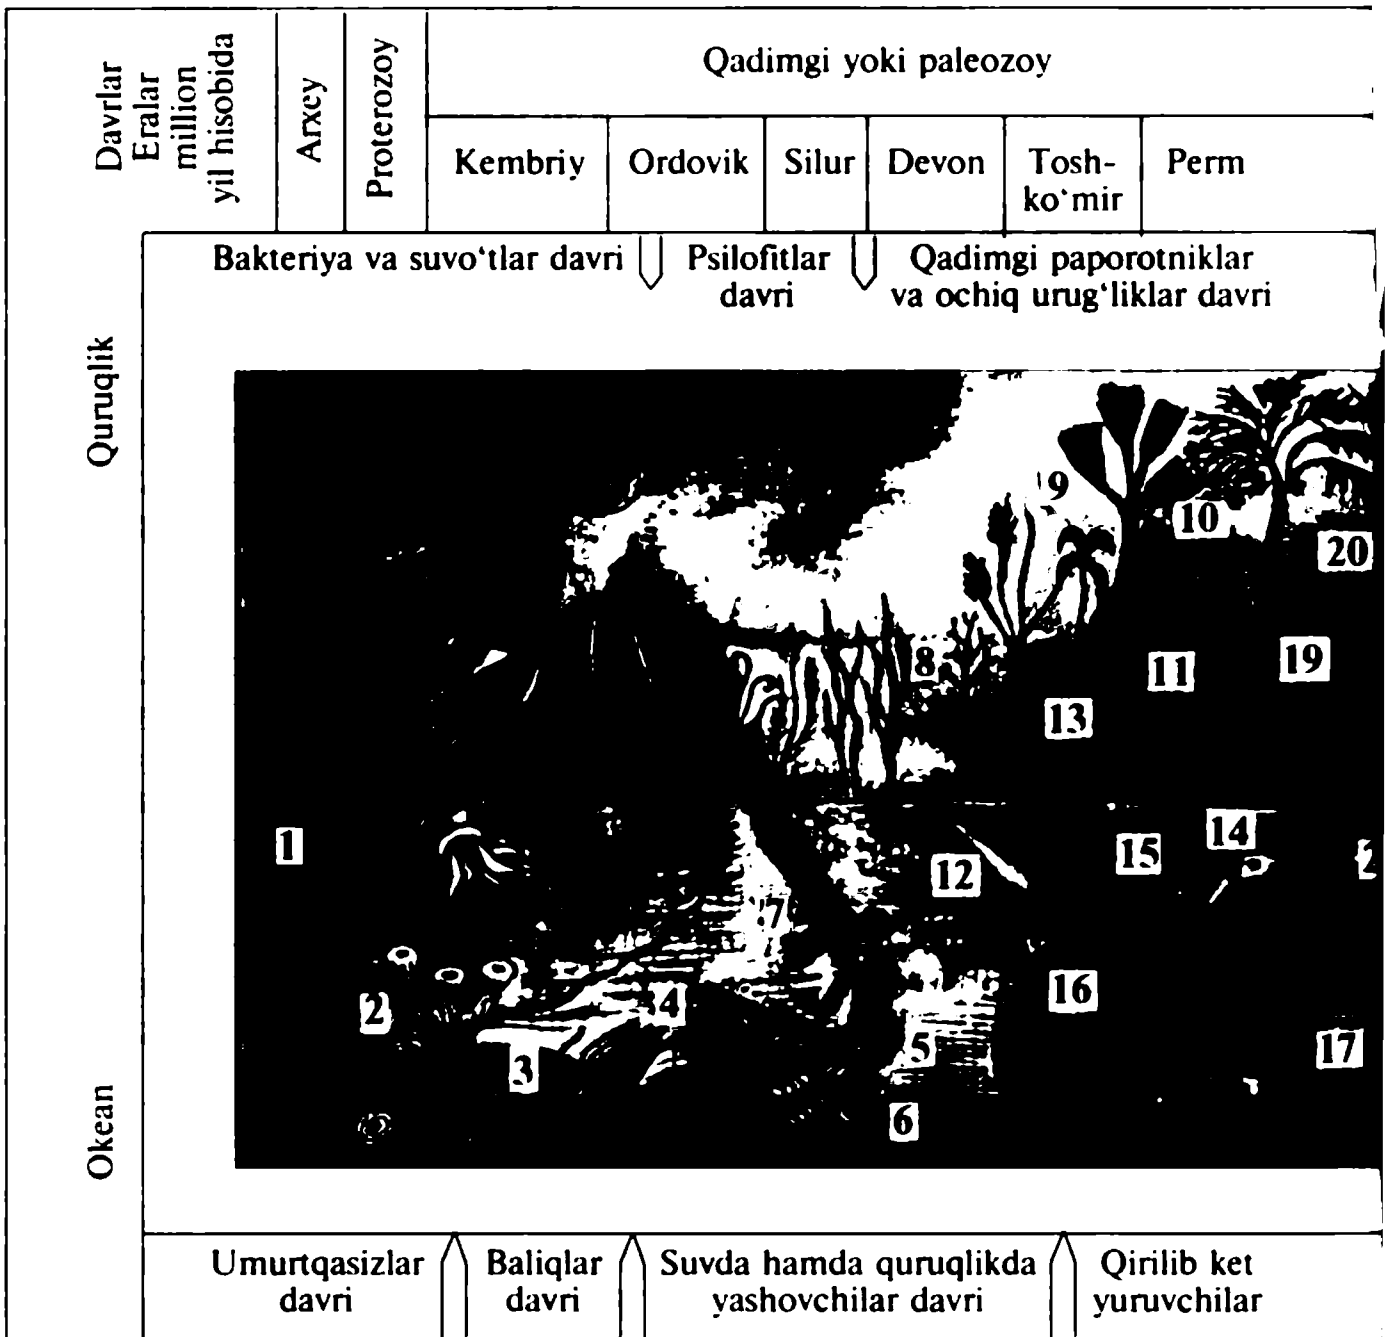 Davrlar
Eralar
million
yil hisobida
Arxey
Proterozoy
Qadimgi yoki paleozoy
Kembriy
Ordovik
Silur
Devon
Tosh-
ko‘mir
Perm
Bakteriya va suvo‘tlar davri
Psilofitlar
davri
Qadimgi paporotniklar
va ochiq urug‘liklar davri
Quruqlik
Okean
9
10
20
8
11
19
13
1
12
15
14
2
7
2
4
16
3
5
17
6
Umurtqasizlar
davri
Baliqlar
davri
Suvda hamda quruqlikda
yashovchilar davri
Qirilib ket
yuruvchilar